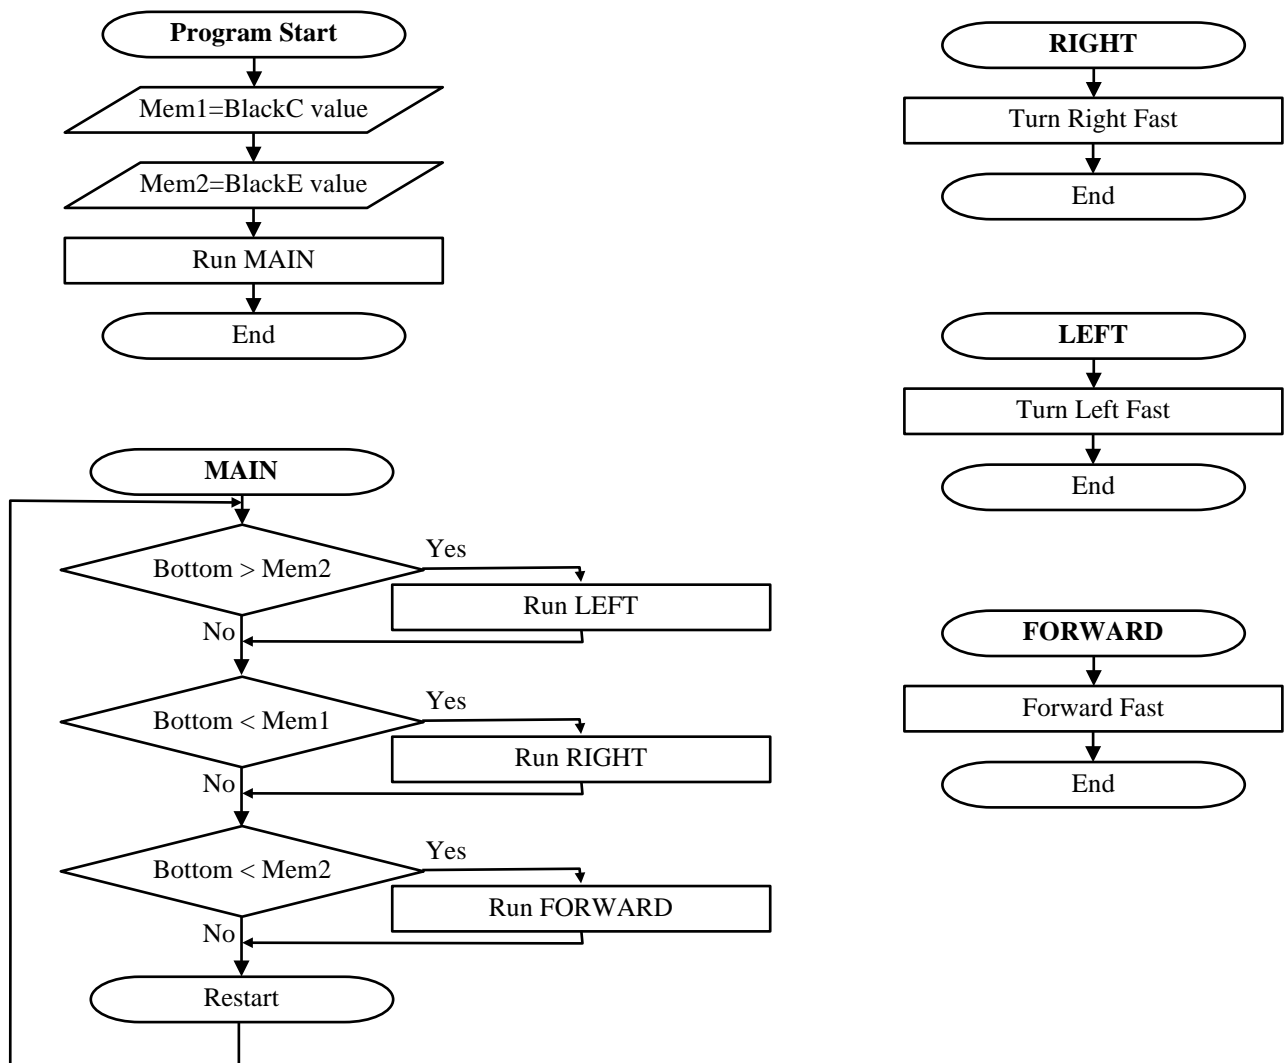 Program Start
Mem1=BlackC value
Mem2=BlackE value
Run MAIN
End
MAIN
Bottom > Mem2
Yes
Run LEFT
No
Bottom < Mem1
Yes
Run RIGHT
No
Bottom < Mem2
Yes
Run FORWARD
No
Restart
RIGHT
Turn Right Fast
End
LEFT
Turn Left Fast
End
FORWARD
Forward Fast
End